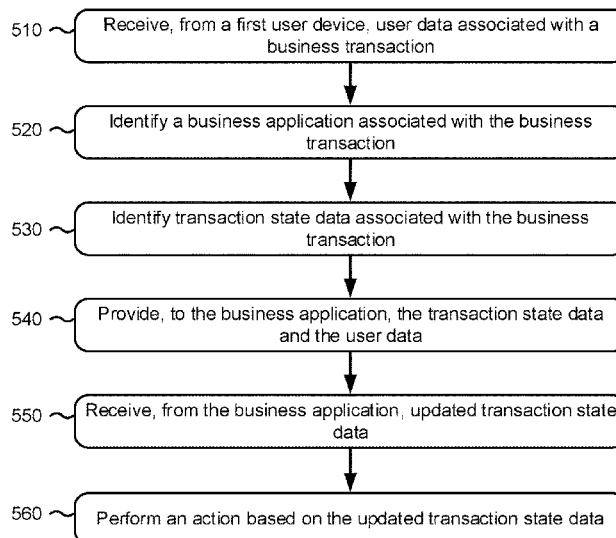 510
Receive, from a first user device, user data associated with a
business transaction
520
Identify a business application associated with the business
transaction
530
Identify transaction state data associated with the business
transaction
540
Provide, to the business application, the transaction state data
and the user data
550
Receive, from the business application, updated transaction state
data
560
Perform an action based on the updated transaction state data